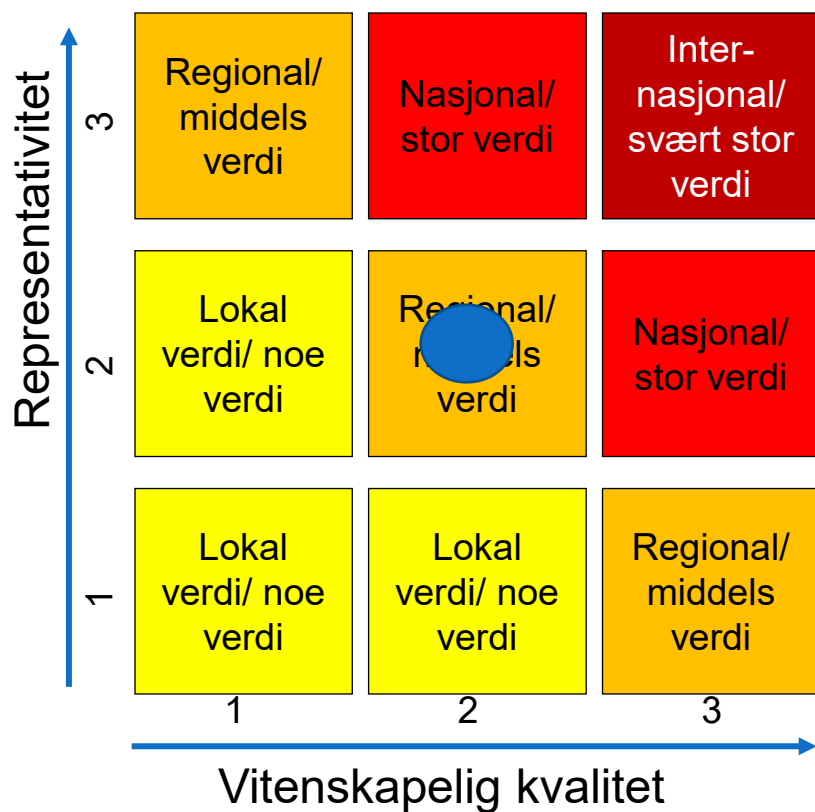 Representativitet
3
Regional/
middels
verdi
Nasjonal/
stor verdi
Inter-
nasjonal/
svært stor
verdi
2
Lokal
verdi/ noe
verdi
verdi
Nasjonal/
stor verdi
1
Lokal
verdi/ noe
verdi
Lokal
verdi/ noe
verdi
Regional/
middels
verdi
1
2
3
Vitenskapelig kvalitet